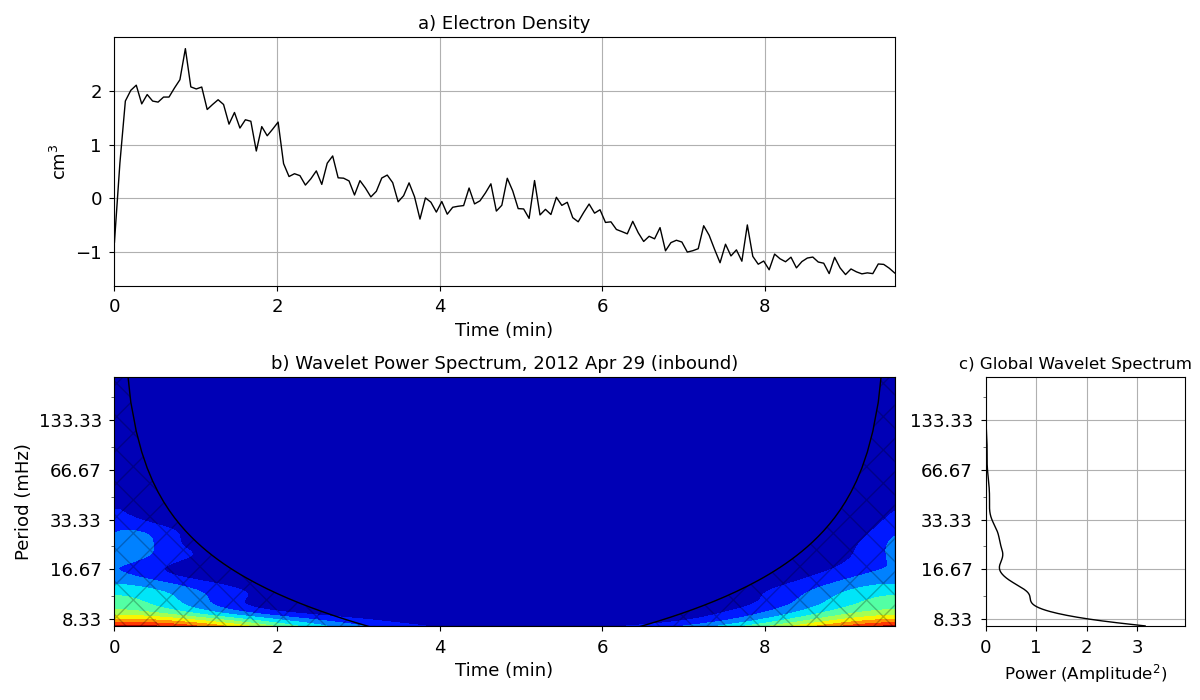 a) Electron Density
2
1
0
−1
cm³
0 2 4 6 8
Time (min)
b) Wavelet Power Spectrum, 2012 Apr 29 (inbound)
133.33
66.67
33.33
16.67
8.33
Period (mHz)
0 2 4 6 8
Time (min)
c) Global Wavelet Spectrum
133.33
66.67
33.33
16.67
8.33
0 1 2 3
Power (Amplitude²)